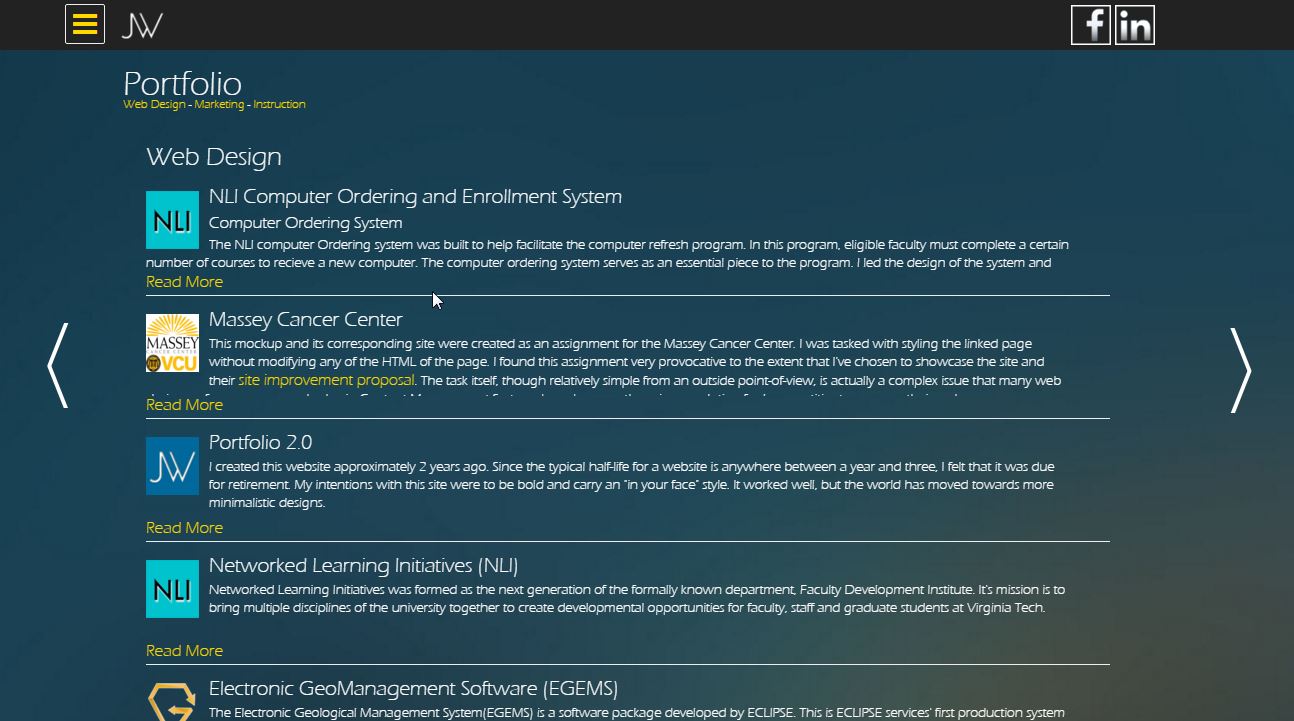 JW
f in
Portfolio
Web Design - Marketing - Instruction
Web Design
NLI
NLI Computer Ordering and Enrollment System
Computer Ordering System
The NLI computer Ordering system was built to help facilitate the computer refresh program. In this program, eligible faculty must complete a certain
number of courses to recieve a new computer. The computer ordering system serves as an essential piece to the program. I led the design of the system and
Read More
MASSEY
CANCER CENTER
VCU
Massey Cancer Center
This mockup and its corresponding site were created as an assignment for the Massey Cancer Center. I was tasked with styling the linked page
without modifying any of the HTML of the page. I found this assignment very provocative to the extent that I've chosen to showcase the site and
their site improvement proposal. The task itself, though relatively simple from an outside point-of-view, is actually a complex issue that many web
Read More
JW
Portfolio 2.0
I created this website approximately 2 years ago. Since the typical half-life for a website is anywhere between a year and three, I felt that it was due
for retirement. My intentions with this site were to be bold and carry an "in your face" style. It worked well, but the world has moved towards more
minimalistic designs.
Read More
NLI
Networked Learning Initiatives (NLI)
Networked Learning Initiatives was formed as the next generation of the formally known department, Faculty Development Institute. It's mission is to
bring multiple disciplines of the university together to create developmental opportunities for faculty, staff and graduate students at Virginia Tech.
Read More
Electronic GeoManagement Software (EGEMS)
The Electronic Geological Management System(EGEMS) is a software package developed by ECLIPSE. This is ECLIPSE services' first production system